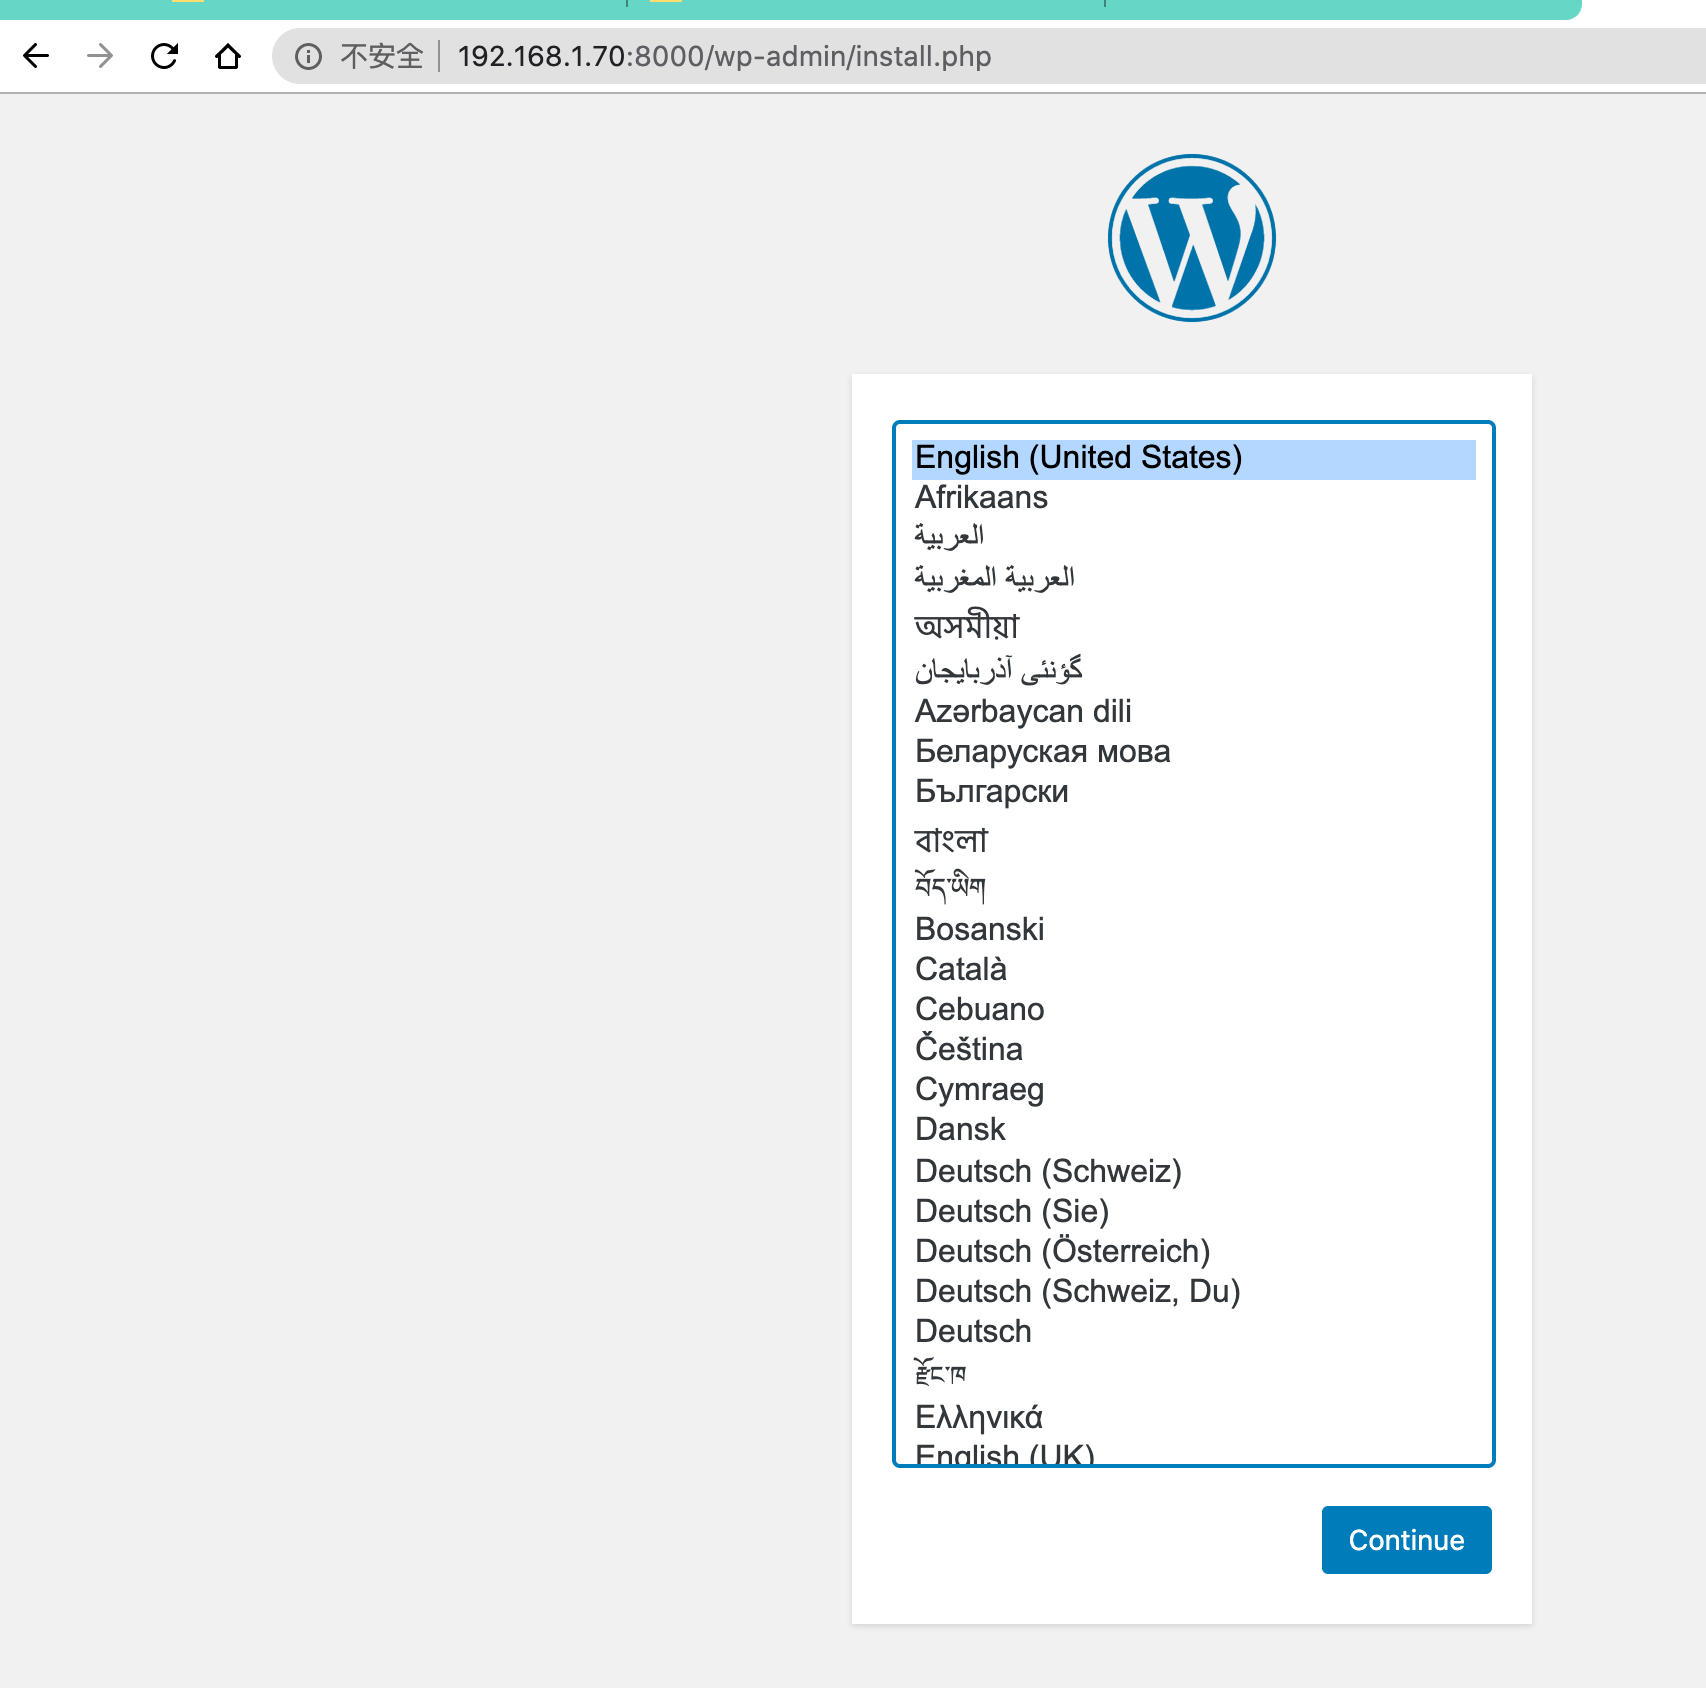 不安全 192.168.1.70:8000/wp-admin/install.php
English (United States)
Afrikaans
العربية
العربية المغربية
অসমীয়া
گؤنئی آذربایجان
Azərbaycan dili
Беларуская мова
Български
বাংলা
བོད་ཡིག
Bosanski
Català
Cebuano
Čeština
Cymraeg
Dansk
Deutsch (Schweiz)
Deutsch (Sie)
Deutsch (Österreich)
Deutsch (Schweiz, Du)
Deutsch
རྫོང་ཁ
Ελληνικά
English (UK)
Continue